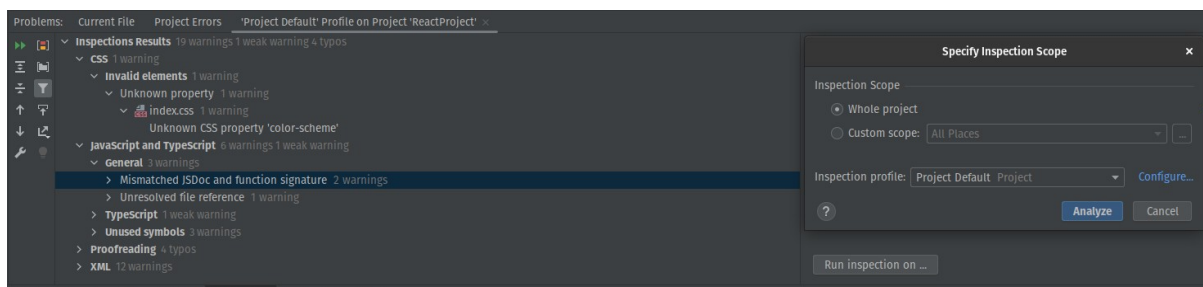 Problems: Current File Project Errors 'Project Default' Profile on Project 'ReactProject' ×
Inspections Results 19 warnings 1 weak warning 4 typos
CSS 1 warning
Invalid elements 1 warning
Unknown property 1 warning
index.css 1 warning
Unknown CSS property 'color-scheme'
JavaScript and TypeScript 6 warnings 1 weak warning
General 3 warnings
Mismatched JSDoc and function signature 2 warnings
Unresolved file reference 1 warning
TypeScript 1 weak warning
Unused symbols 3 warnings
Proofreading 4 typos
XML 12 warnings
Specify Inspection Scope ×
Inspection Scope
Whole project
Custom scope: All Places ...
Inspection profile: Project Default Project Configure...
? Analyze Cancel
Run inspection on ...